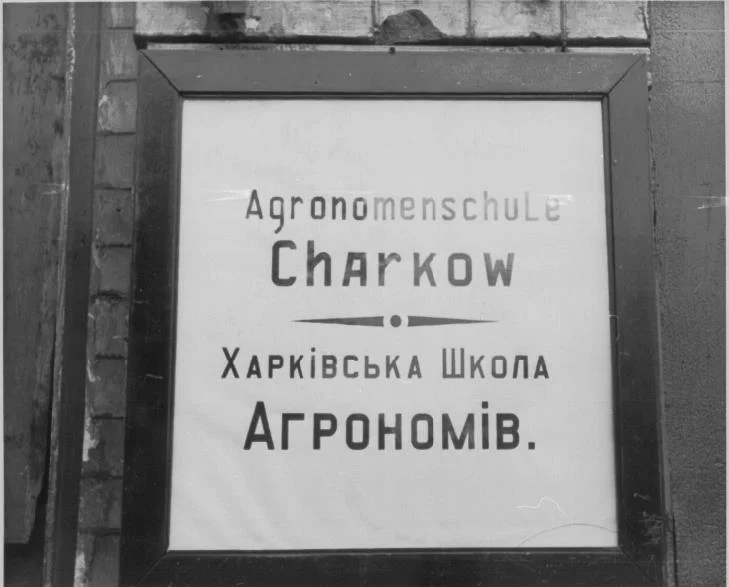 Agronomenschule
Charkow
Харківська Школа
Агрономів.